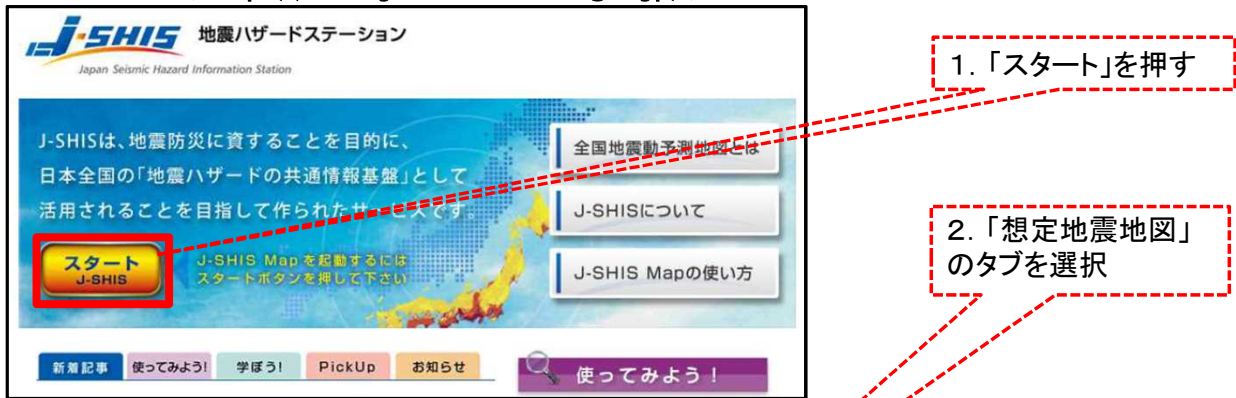 J-SHIS 地震ハザードステーション
Japan Seismic Hazard Information Station
1.「スタート」を押す
J-SHISは、地震防災に資することを目的に、
日本全国の「地震ハザードの共通情報基盤」として
活用されることを目指して作られたサービスです。
全国地震動予測地図とは
J-SHISについて
J-SHIS Mapの使い方
スタート
J-SHIS
J-SHIS Map を起動するには
スタートボタンを押して下さい
2.「想定地震地図」
のタブを選択
新着記事 使ってみよう! 学ぼう! PickUp お知らせ
使ってみよう!